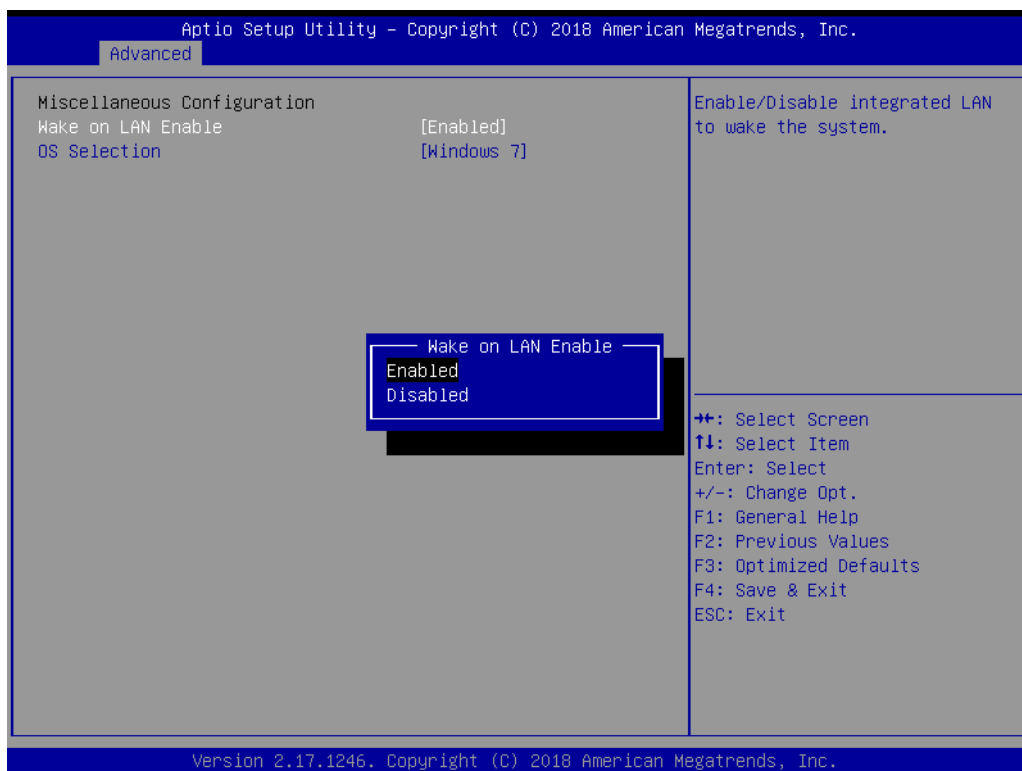 Aptio Setup Utility – Copyright (C) 2018 American Megatrends, Inc.
Advanced
Miscellaneous Configuration
Wake on LAN Enable [Enabled]
OS Selection [Windows 7]
Enable/Disable integrated LAN
to wake the system.
Wake on LAN Enable
Enabled
Disabled
→←: Select Screen
↑↓: Select Item
Enter: Select
+/-: Change Opt.
F1: General Help
F2: Previous Values
F3: Optimized Defaults
F4: Save & Exit
ESC: Exit
Version 2.17.1246. Copyright (C) 2018 American Megatrends, Inc.